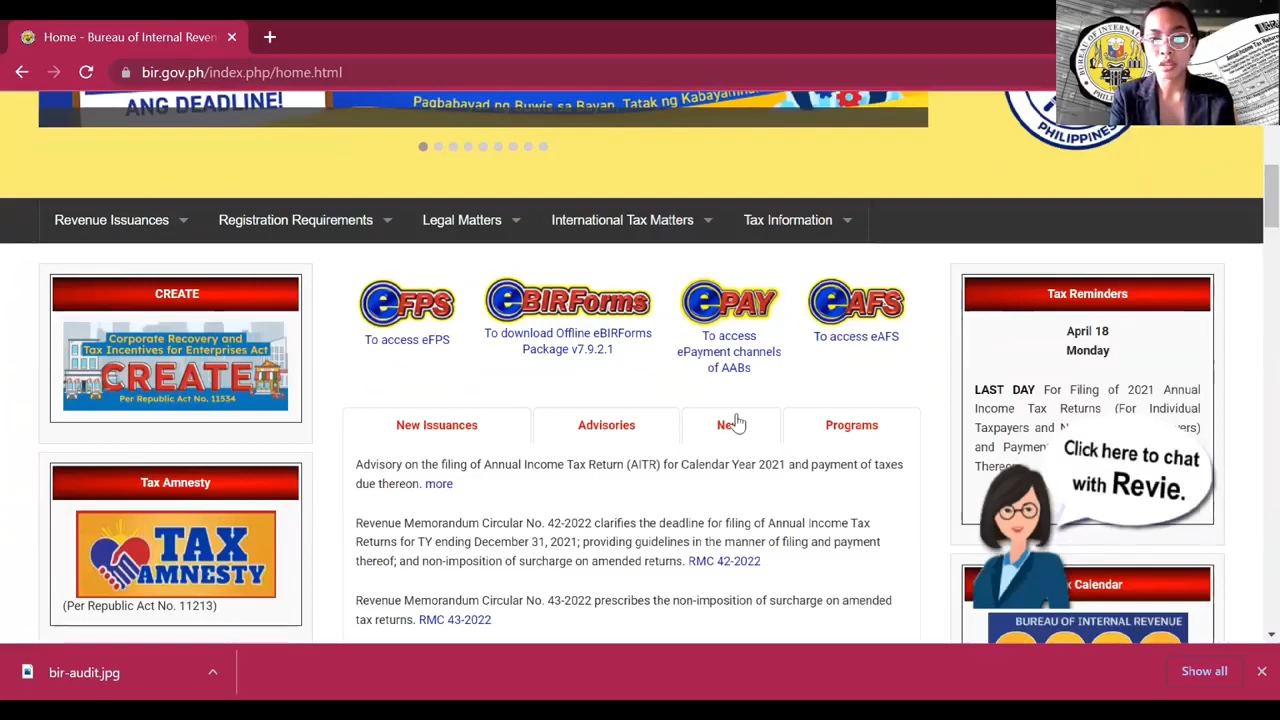 Home - Bureau of Internal Reven
bir.gov.ph/index.php/home.html
BUREAU OF INTERNAL
Annual Income Tax Return
ANG DEADLINE!
Pagbabayad ng Buwis sa Bayan, Tatak ng Kabayanihan
PHILIPPINES
Revenue Issuances
Registration Requirements
Legal Matters
International Tax Matters
Tax Information
CREATE
Corporate Recovery and
Tax Incentives for Enterprises Act
CREATE
Per Republic Act No. 11534
Tax Amnesty
TAX
AMNESTY
(Per Republic Act No. 11213)
eFPS
To access eFPS
eBIRForms
To download Offline eBIRForms
Package v7.9.2.1
ePAY
To access
ePayment channels
of AABs
eAFS
To access eAFS
New Issuances
Advisories
Programs
Advisory on the filing of Annual Income Tax Return (AITR) for Calendar Year 2021 and payment of taxes
due thereon. more
Revenue Memorandum Circular No. 42-2022 clarifies the deadline for filing of Annual Income Tax
Returns for TY ending December 31, 2021; providing guidelines in the manner of filing and payment
thereof; and non-imposition of surcharge on amended returns. RMC 42-2022
Revenue Memorandum Circular No. 43-2022 prescribes the non-imposition of surcharge on amended
tax returns. RMC 43-2022
Tax Reminders
April 18
Monday
LAST DAY For Filing of 2021 Annual
Income Tax Returns (For Individual
Taxpayers and
and Paymen
Click here to chat
with Revie.
Calendar
BUREAU OF INTERNAL REVENUE
bir-audit.jpg
Show all